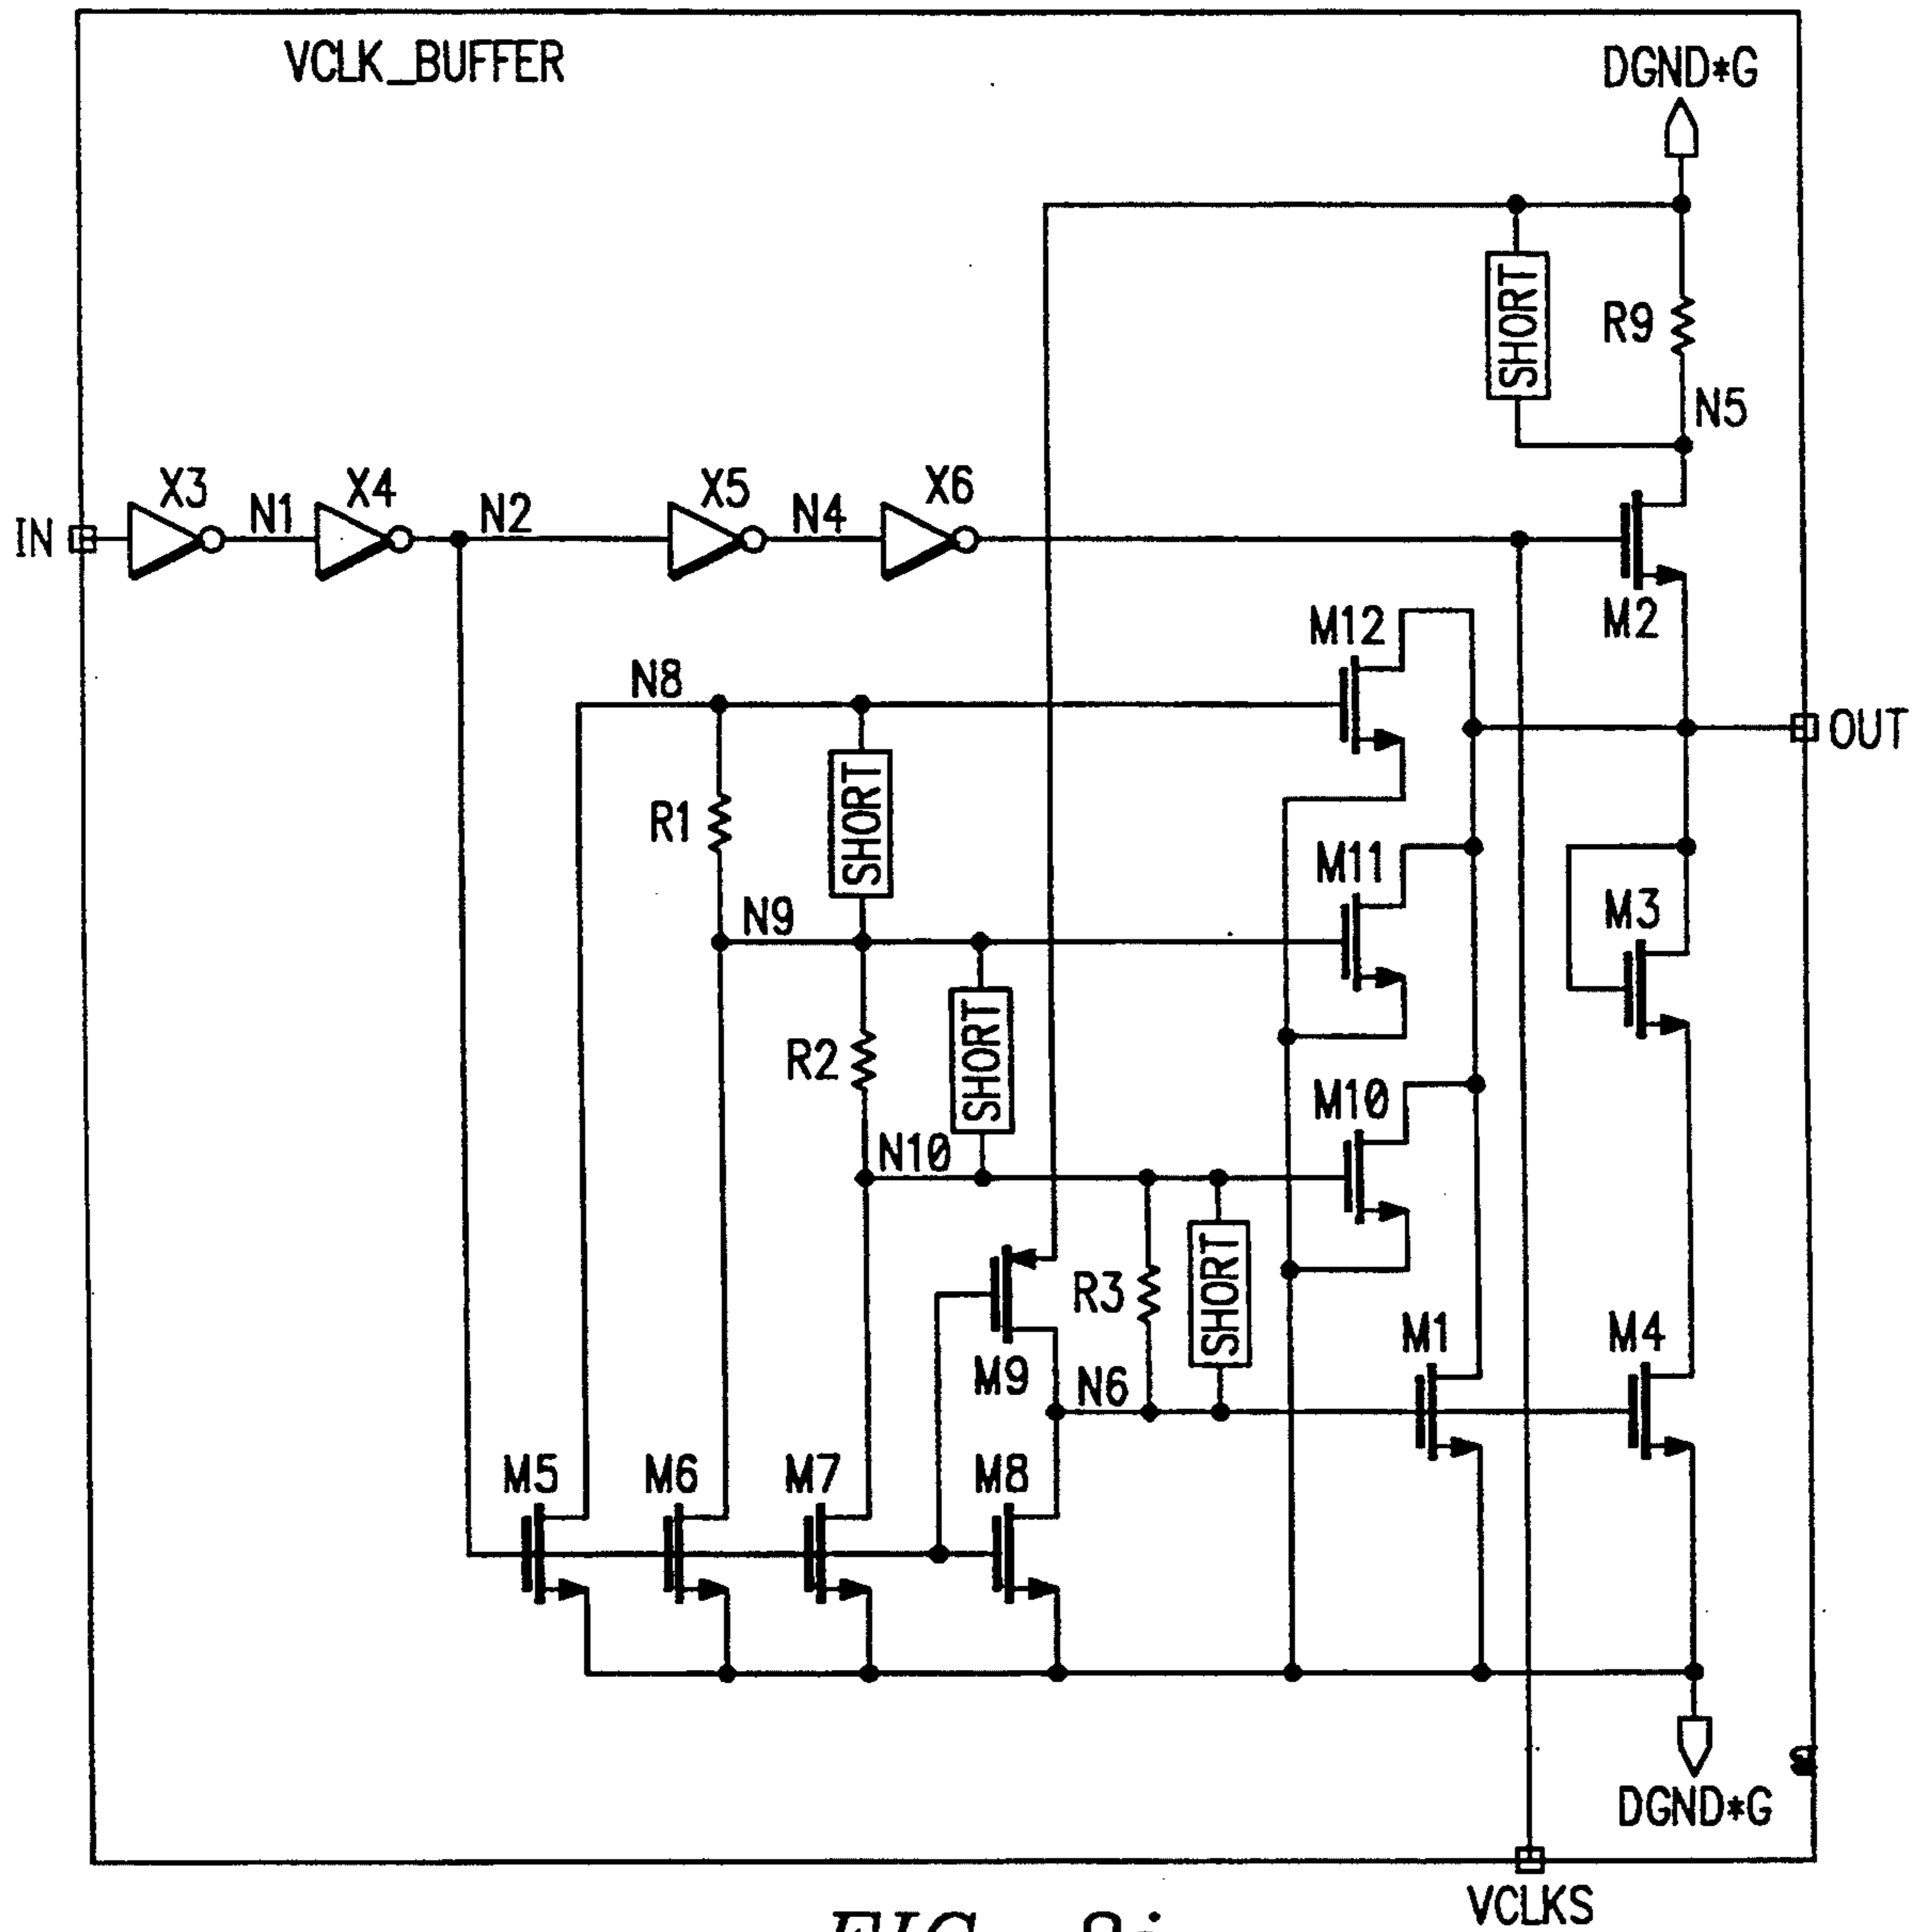 VCLK_BUFFER
DGND*G
SHORT
R9
N5
X3
N1
X4
N2
X5
N4
X6
IN
M2
M12
N8
OUT
R1
SHORT
M11
M3
N9
R2
SHORT
M10
N10
R3
SHORT
M9
N6
M1
M4
M5
M6
M7
M8
DGND*G
VCLKS